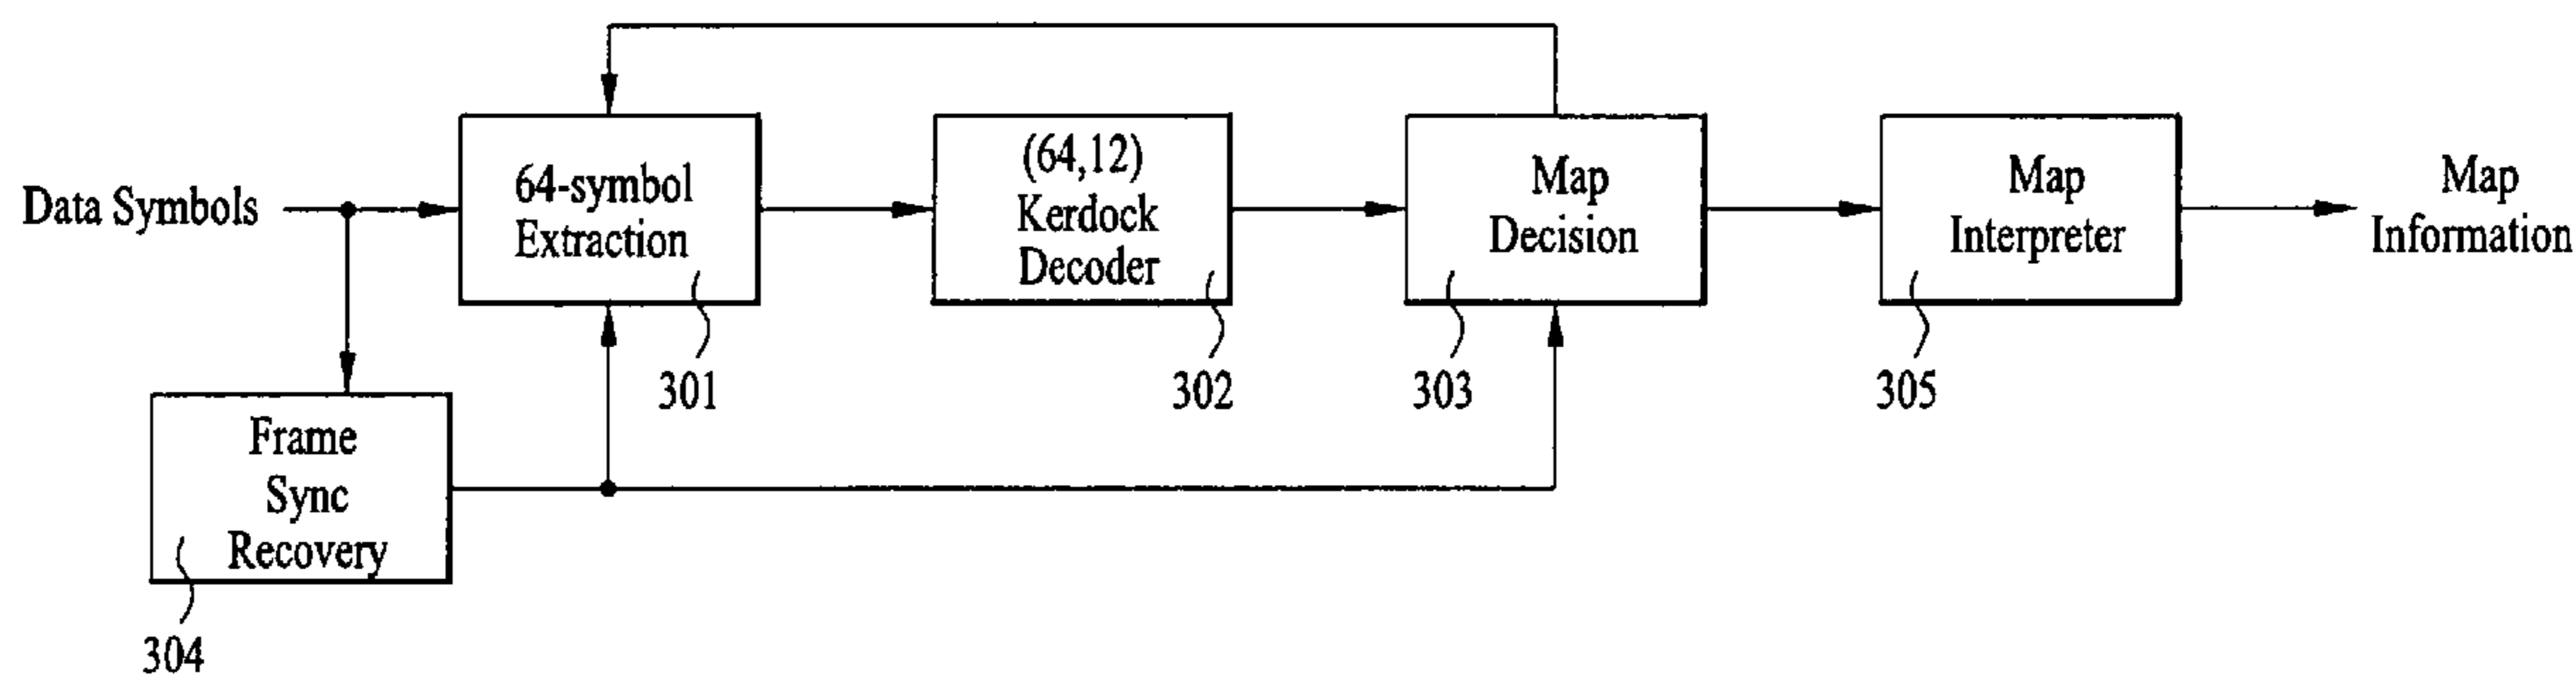 Data Symbols
64-symbol
Extraction
301
(64,12)
Kerdock
Decoder
302
Map
Decision
303
Map
Interpreter
305
Map
Information
Frame
Sync
Recovery
304